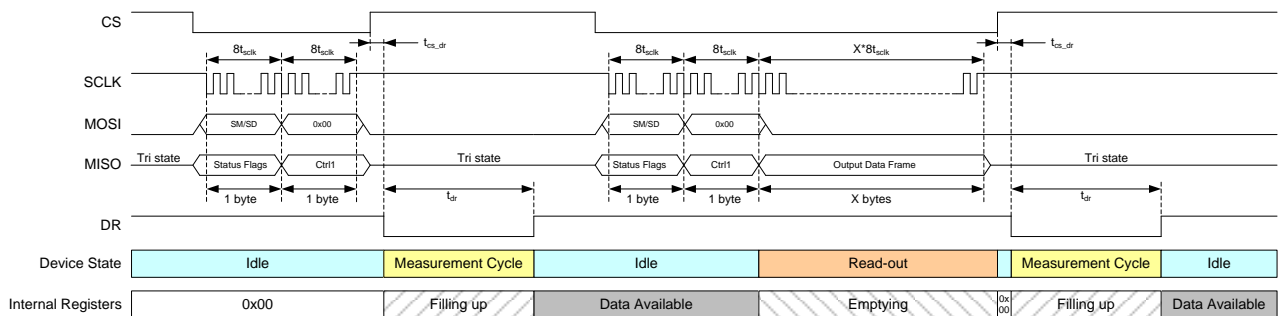 CS
t_cs_dr t_cs_dr
8t_sclk 8t_sclk 8t_sclk 8t_sclk X*8t_sclk
SCLK
MOSI SM/SD 0x00 SM/SD 0x00
MISO Tri state Status Flags Ctrl1 Tri state Status Flags Ctrl1 Output Data Frame Tri state
1 byte 1 byte t_dr 1 byte 1 byte X bytes t_dr
DR
Device State Idle Measurement Cycle Idle Read-out Measurement Cycle Idle
Internal Registers 0x00 Filling up Data Available Emptying 0x00 Filling up Data Available